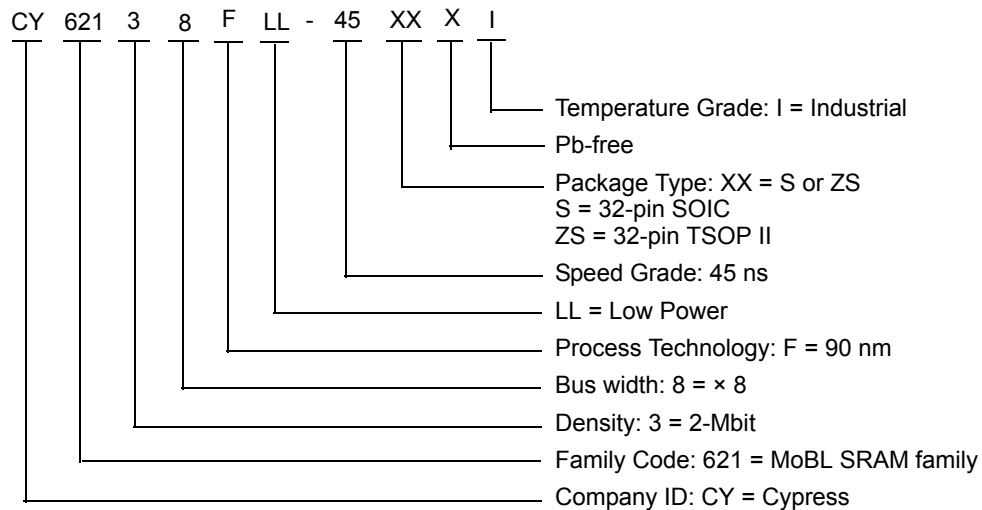 CY 621 3 8 F LL - 45 XX X I
Temperature Grade: I = Industrial
Pb-free
Package Type: XX = S or ZS
S = 32-pin SOIC
ZS = 32-pin TSOP II
Speed Grade: 45 ns
LL = Low Power
Process Technology: F = 90 nm
Bus width: 8 = × 8
Density: 3 = 2-Mbit
Family Code: 621 = MoBL SRAM family
Company ID: CY = Cypress